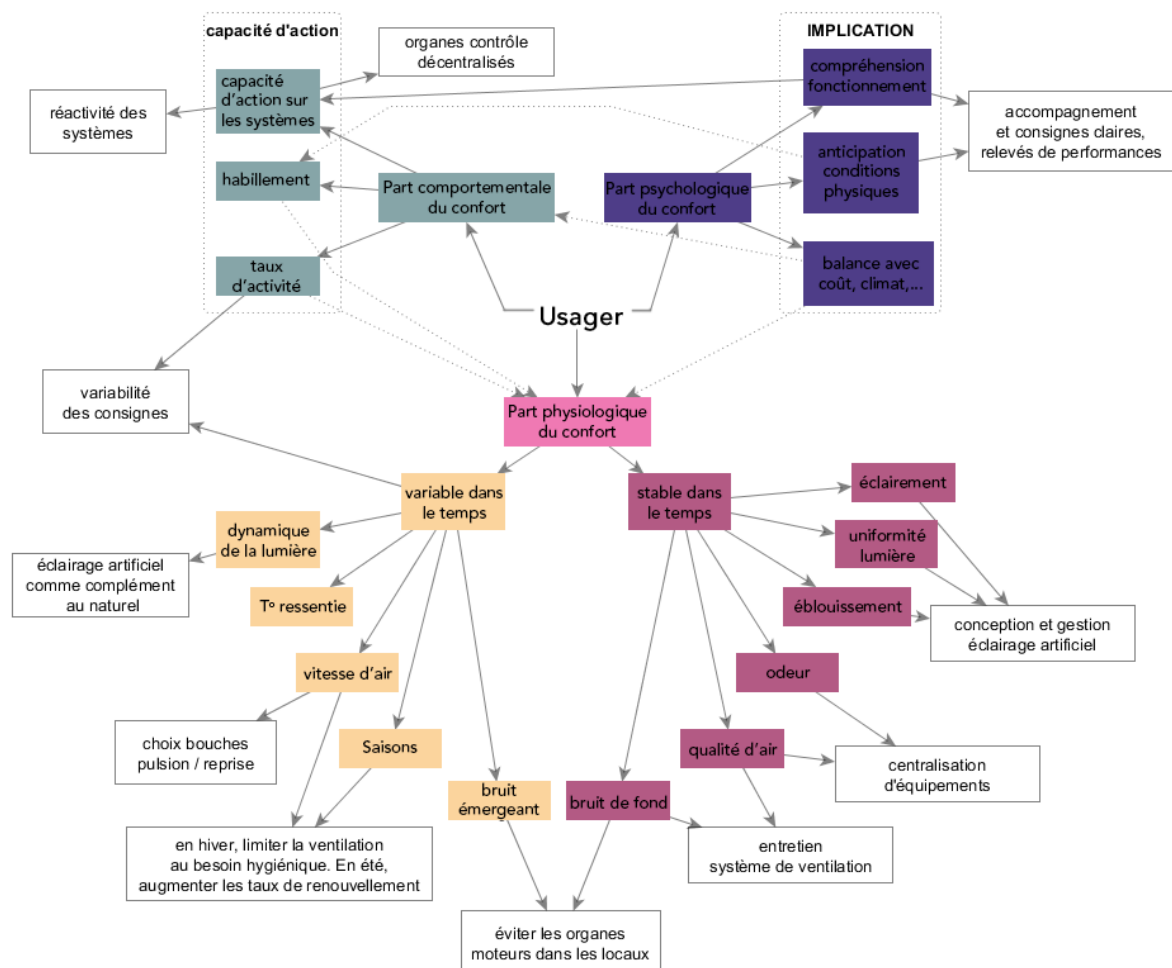 capacité d'action
IMPLICATION
organes contrôle
décentralisés
capacité
d'action sur
les systèmes
compréhension
fonctionnement
réactivité des
systèmes
accompagnement
et consignes claires,
relevés de performances
habillement
anticipation
conditions
physiques
Part comportementale
du confort
Part psychologique
du confort
taux
d'activité
balance avec
coût, climat,...
Usager
variabilité
des consignes
Part physiologique
du confort
variable dans
le temps
stable dans
le temps
éclairement
dynamique
de la lumière
uniformité
lumière
éclairage artificiel
comme complément
au naturel
T° ressentie
éblouissement
conception et gestion
éclairage artificiel
vitesse d'air
odeur
choix bouches
pulsion / reprise
Saisons
qualité d'air
centralisation
d'équipements
bruit
émergeant
bruit de fond
en hiver, limiter la ventilation
au besoin hygiénique. En été,
augmenter les taux de renouvellement
entretien
système de ventilation
éviter les organes
moteurs dans les locaux